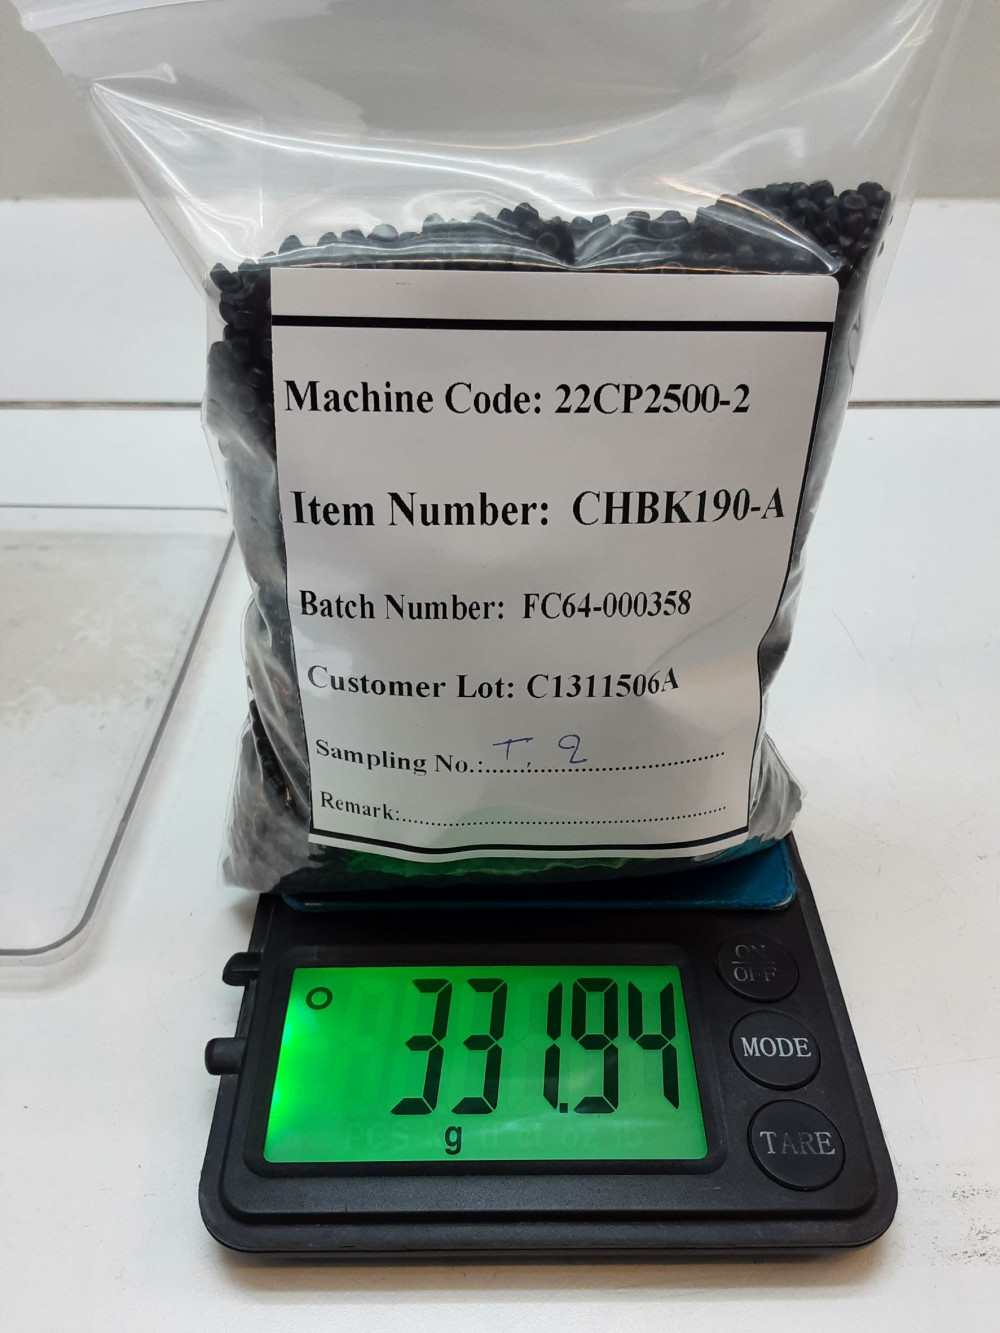 Machine Code: 22CP2500-2
Item Number: CHBK190-A
Batch Number: FC64-000358
Customer Lot: C1311506A
Sampling No.: T. 2
Remark:
ON
OFF
331.94
g
MODE
TARE